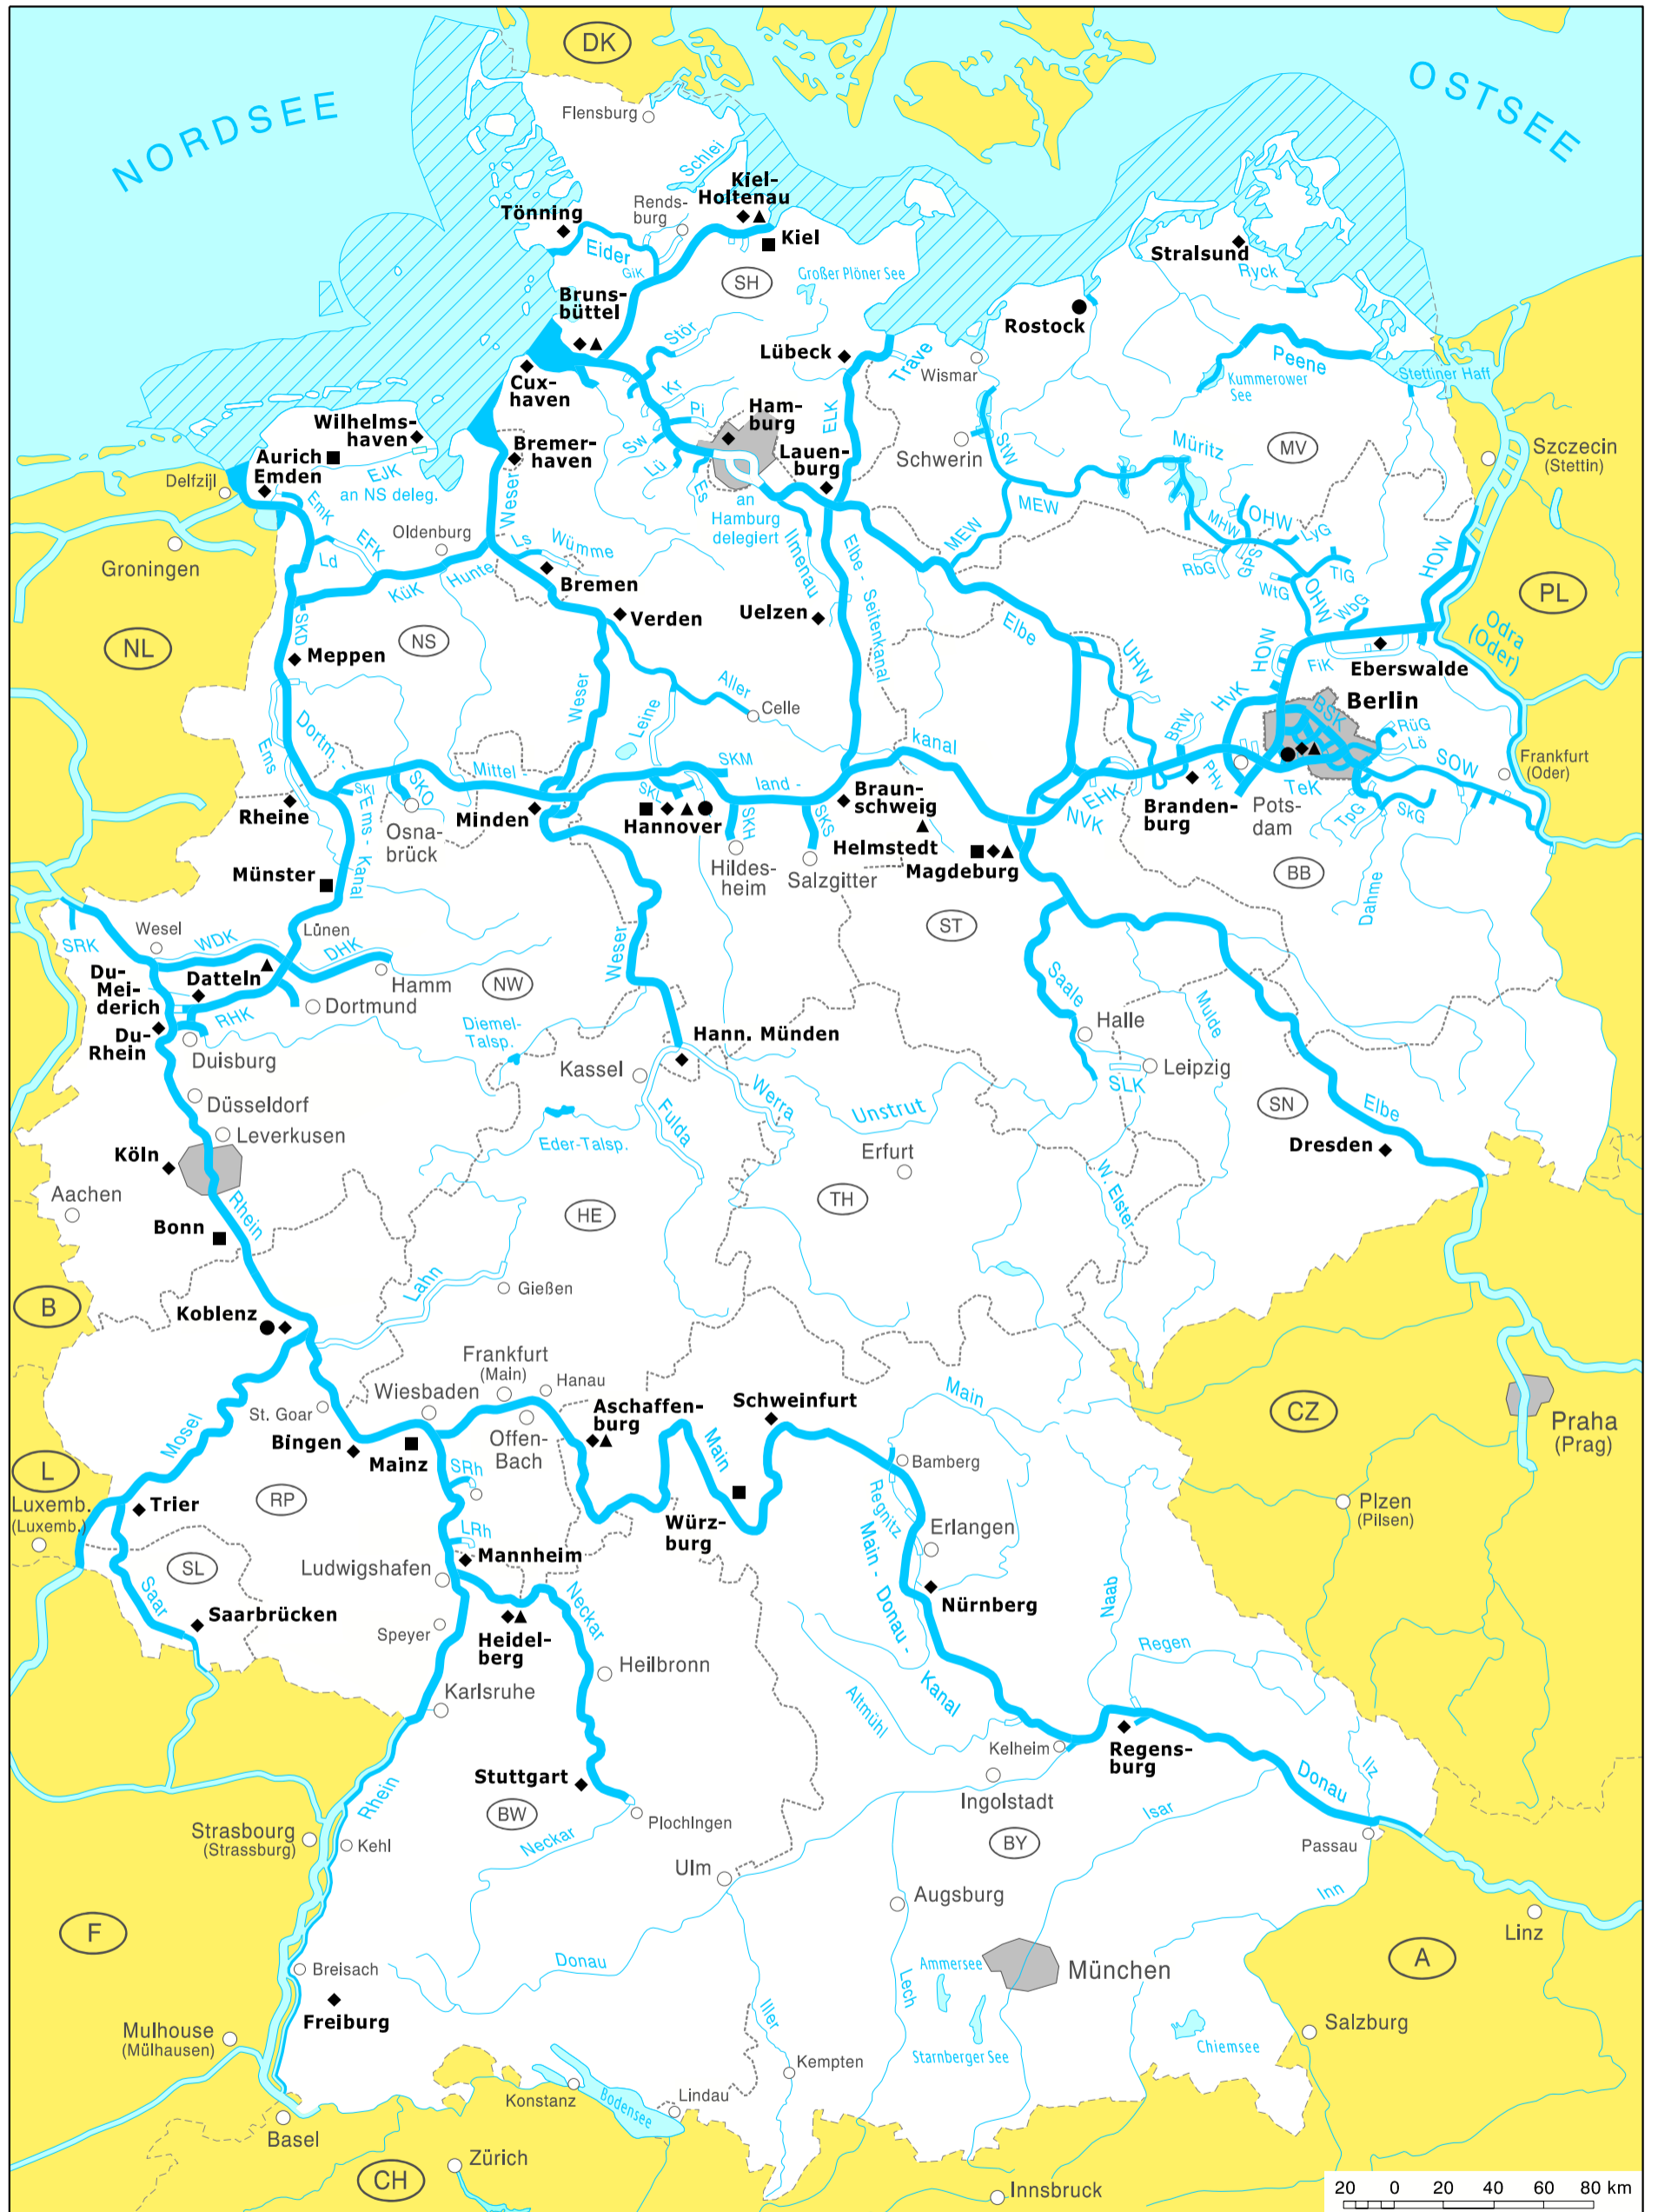 DK
NORDSEE
OSTSEE
Flensburg
Schlei
Kiel-
Holtenau
Rends-
burg
Tönning
Kiel
Eider
GiK
SH
Großer Plöner See
Stralsund
Ryck
Bruns-
büttel
Rostock
Stör
Lübeck
Trave
Wismar
Peene
Kummerower
See
Stettiner Haff
Cux-
haven
Kr
Pi
Ham-
burg
ELK
Wilhelms-
haven
Sw
Lü
Es
Bremer-
haven
Lauen-
burg
Schwerin
StW
Müritz
MV
Szczecin
(Stettin)
Aurich
Emden
Delfzijl
EJK
an NS deleg.
EmK
Weser
an
Hamburg
delegiert
Ilmenau
MEW
MEW
MHW
OHW
LyG
Oldenburg
Ls
Wümme
Groningen
Ld
EFK
Hunte
KüK
Bremen
RbG
GPS
TlG
WtG
OHW
WbG
HOW
PL
Odra
(Oder)
SKD
NL
NS
Verden
Uelzen
Elbe - Seitenkanal
Elbe
Meppen
UHW
HOW
FiK
Eberswalde
Berlin
Weser
Leine
Aller
Celle
HvK
BRW
BSK
RüG
Lö
SOW
Frankfurt
(Oder)
Dortm. -
Ems
Mittel -
SKM
land -
kanal
SKI
SKO
SKL
Ems - Kanal
Rheine
Osna-
brück
Minden
Hannover
SKH
SKS
Braun-
schweig
EHK
NVK
PHv
Branden-
burg
Pots-
dam
TeK
TpG
SkG
Helmstedt
Magdeburg
Hildes-
heim
Salzgitter
Münster
ST
BB
Dahme
SRK
Wesel
WDK
Lünen
DHK
Du-
Mei-
derich
Datteln
Hamm
NW
Dortmund
RHK
Du-
Rhein
Duisburg
Diemel-
Talsp.
Weser
Hann. Münden
Saale
Halle
Mulde
Leipzig
SLK
Kassel
Werra
Fulda
Unstrut
SN
Elbe
Düsseldorf
Leverkusen
Eder-Talsp.
Erfurt
Dresden
Köln
Aachen
Rhein
TH
W. Elster
Bonn
HE
B
Lahn
Gießen
Koblenz
Frankfurt
(Main)
Hanau
Wiesbaden
Main
CZ
Praha
(Prag)
St. Goar
Mosel
Bingen
Mainz
Offen-
Bach
Aschaffen-
burg
Main
Schweinfurt
Bamberg
L
Luxemb.
(Luxemb.)
Trier
RP
SRh
Würz-
burg
Regnitz
Plzen
(Pilsen)
LRh
Erlangen
SL
Ludwigshafen
Mannheim
Saar
Saarbrücken
Neckar
Main - Donau -
Kanal
Nürnberg
Naab
Speyer
Heidel-
berg
Heilbronn
Regen
Karlsruhe
Altmühl
Kelheim
Regens-
burg
Ilz
Donau
Stuttgart
Rhein
BW
Plochingen
Ingolstadt
Isar
Strasbourg
(Strassburg)
Kehl
Neckar
BY
Passau
Ulm
Augsburg
Inn
Linz
F
Donau
A
Breisach
Ammersee
München
Lech
Freiburg
Iller
Salzburg
Mulhouse
(Mülhausen)
Starnberger See
Chiemsee
Kempten
Konstanz
Bodensee
Lindau
Basel
Zürich
CH
Innsbruck
20 0 20 40 60 80 km